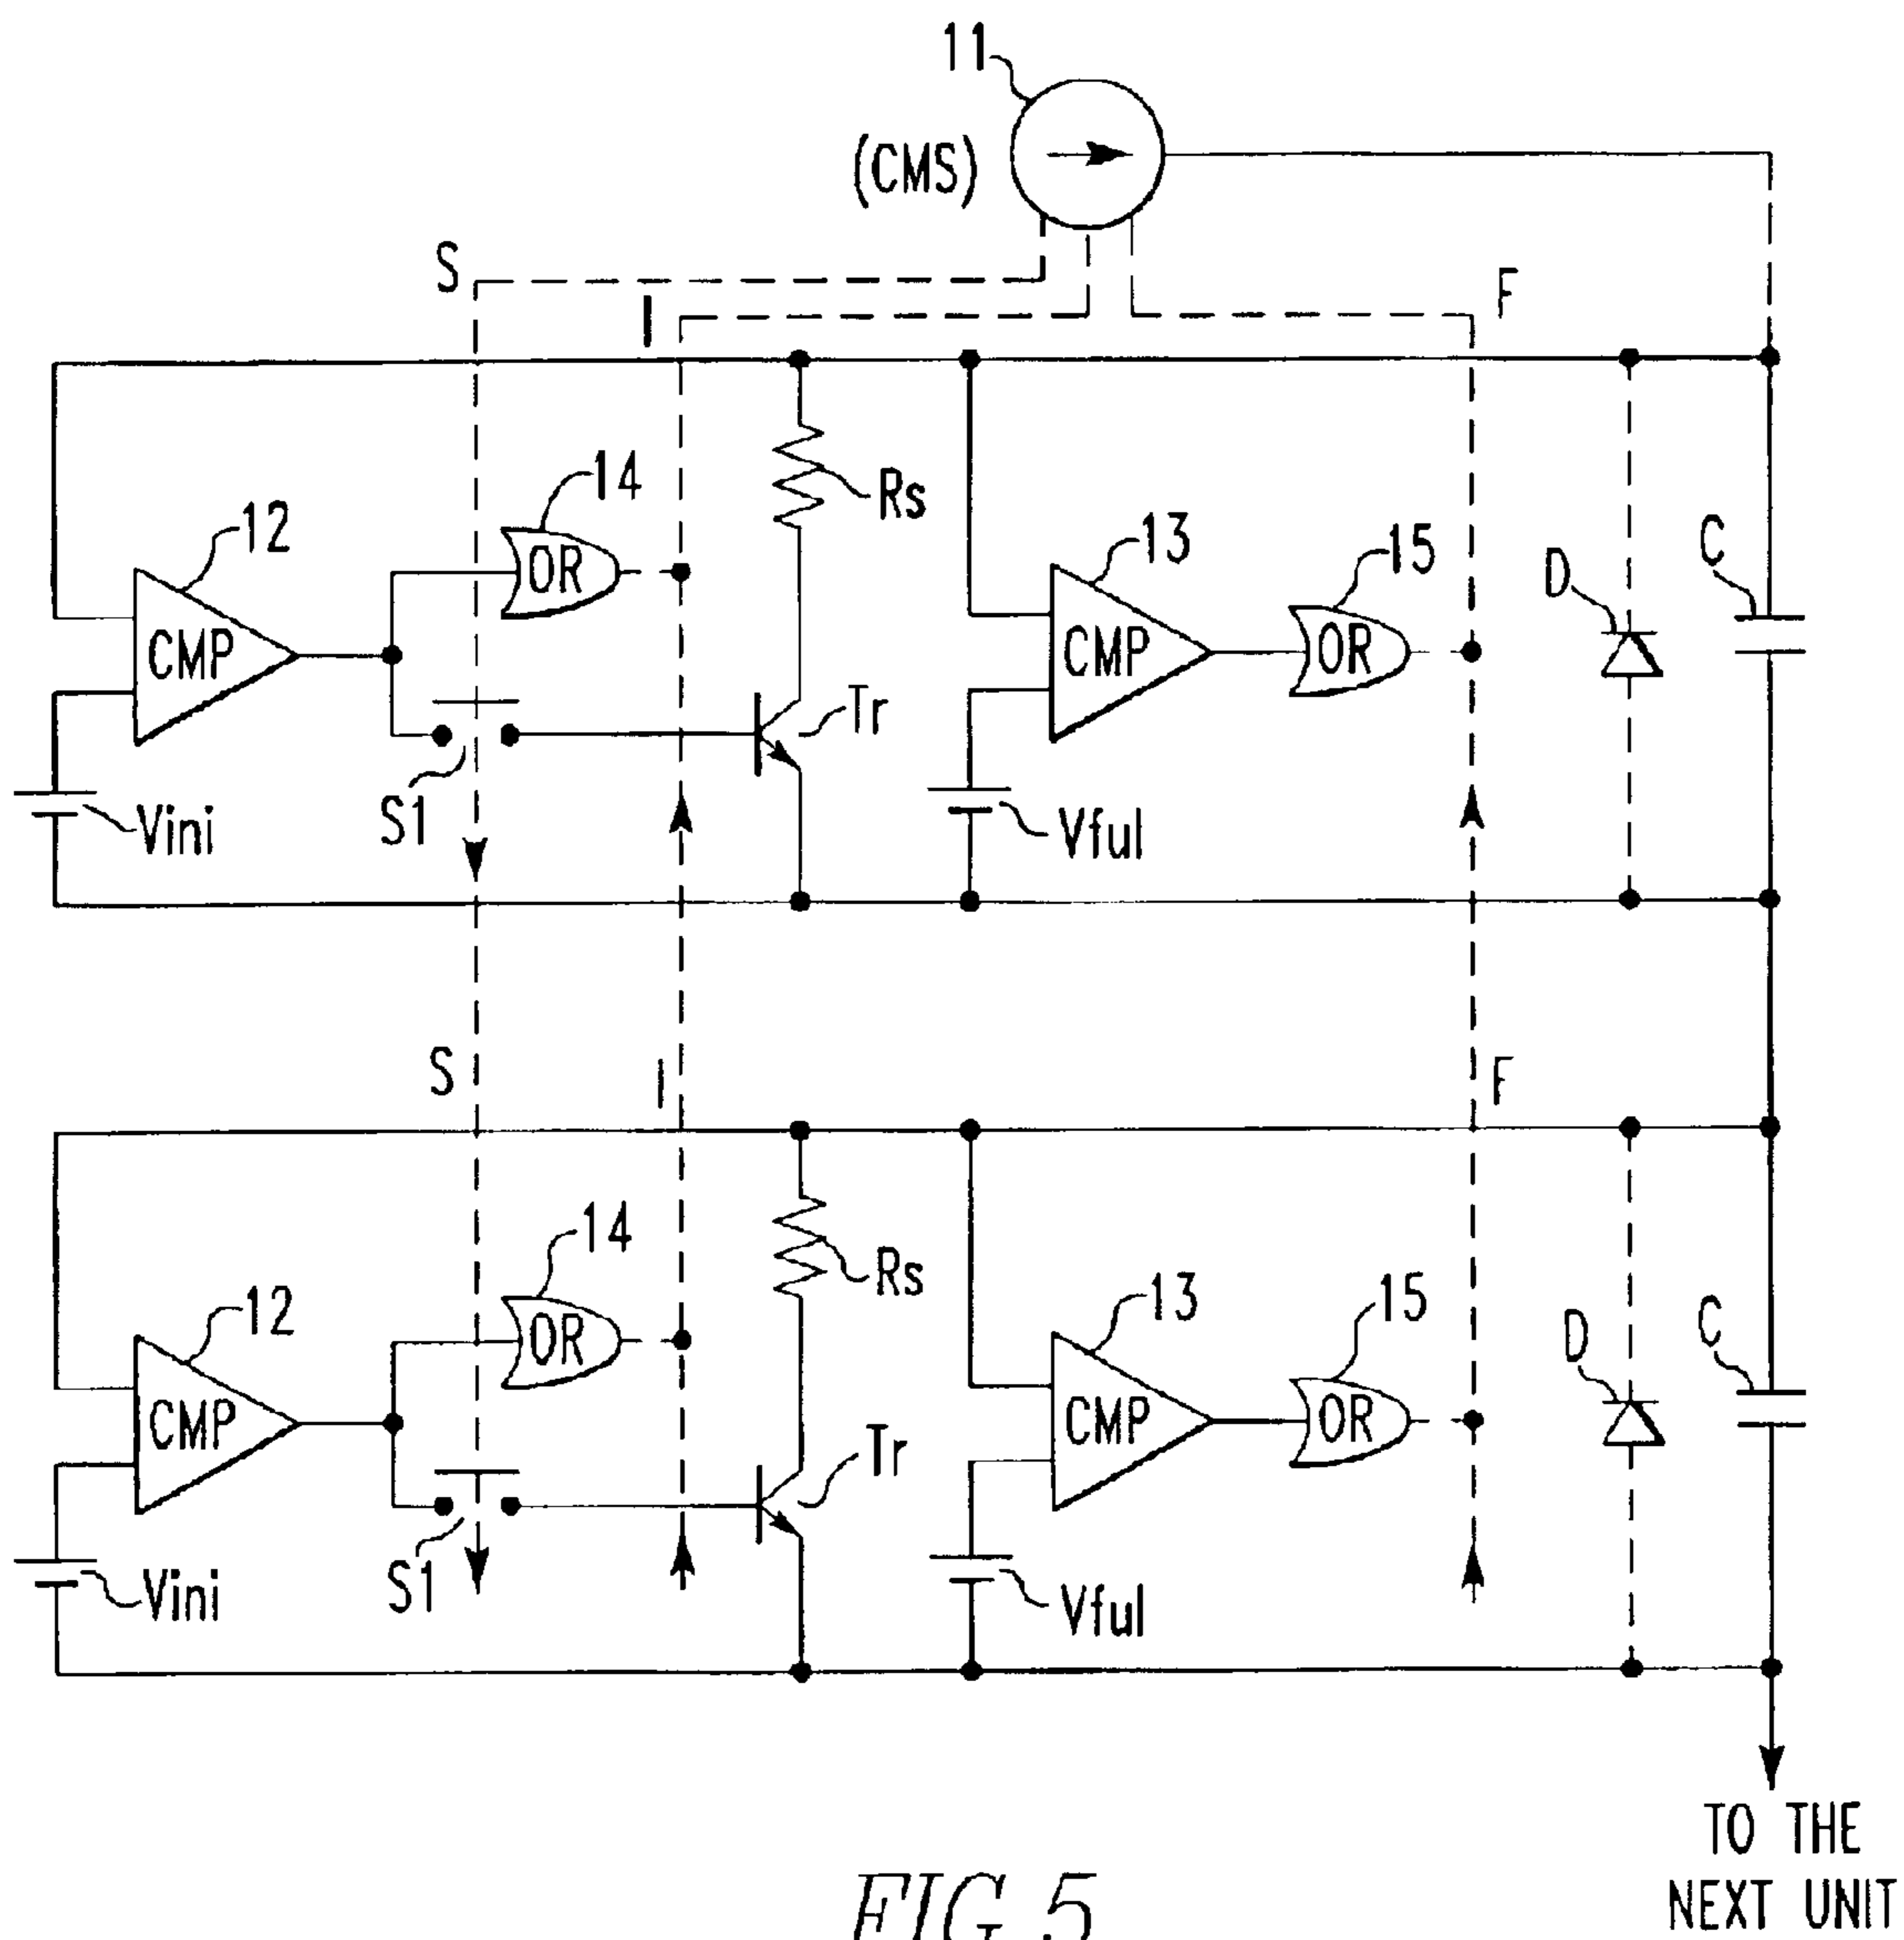 11
(CMS)
S
I
F
14
Rs
12
OR
13
15
C
D
OR
CMP
CMP
Tr
S1
Vini
Vful
S
I
F
14
Rs
12
OR
13
15
C
D
CMP
CMP
OR
Tr
S1
Vini
Vful
TO THE
NEXT UNIT
FIG. 5